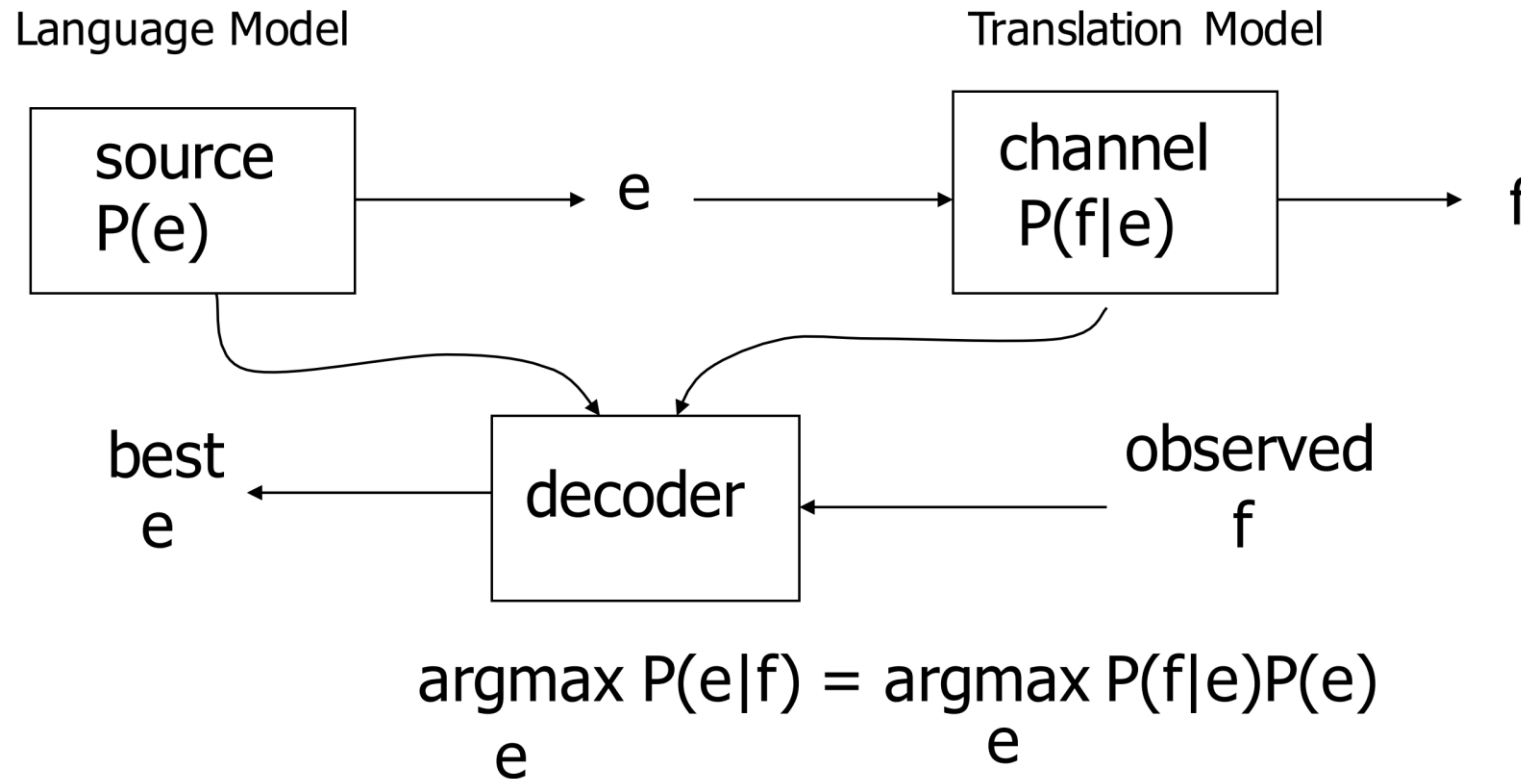 Language Model
Translation Model
source
P(e)
e
channel
P(f|e)
f
best
e
decoder
observed
f
argmax P(e|f) = argmax P(f|e)P(e)
e
e